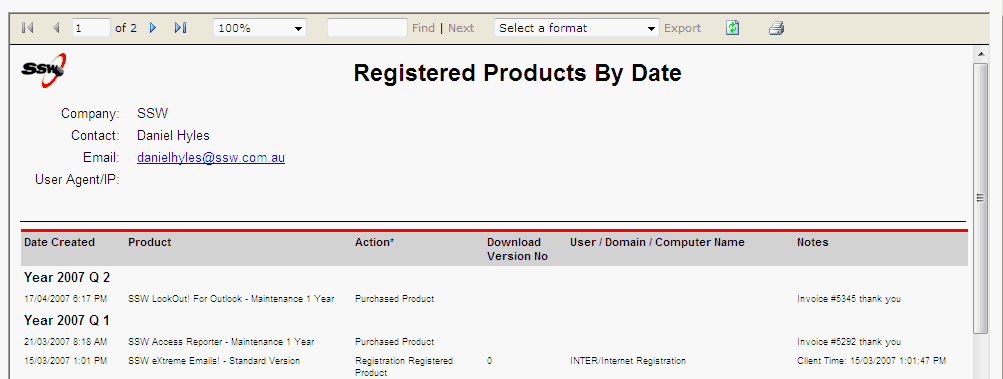 1 of 2 100% Find | Next Select a format Export
SSW
Registered Products By Date
Company: SSW
Contact: Daniel Hyles
Email: danielhyles@ssw.com.au
User Agent/IP:
Date Created Product Action* Download Version No User / Domain / Computer Name Notes
Year 2007 Q 2
17/04/2007 6:17 PM SSW LookOut! For Outlook - Maintenance 1 Year Purchased Product Invoice #5345 thank you
Year 2007 Q 1
21/03/2007 8:18 AM SSW Access Reporter - Maintenance 1 Year Purchased Product Invoice #5292 thank you
15/03/2007 1:01 PM SSW eXtreme Emails! - Standard Version Registration Registered Product 0 INTER/Internet Registration Client Time: 15/03/2007 1:01:47 PM